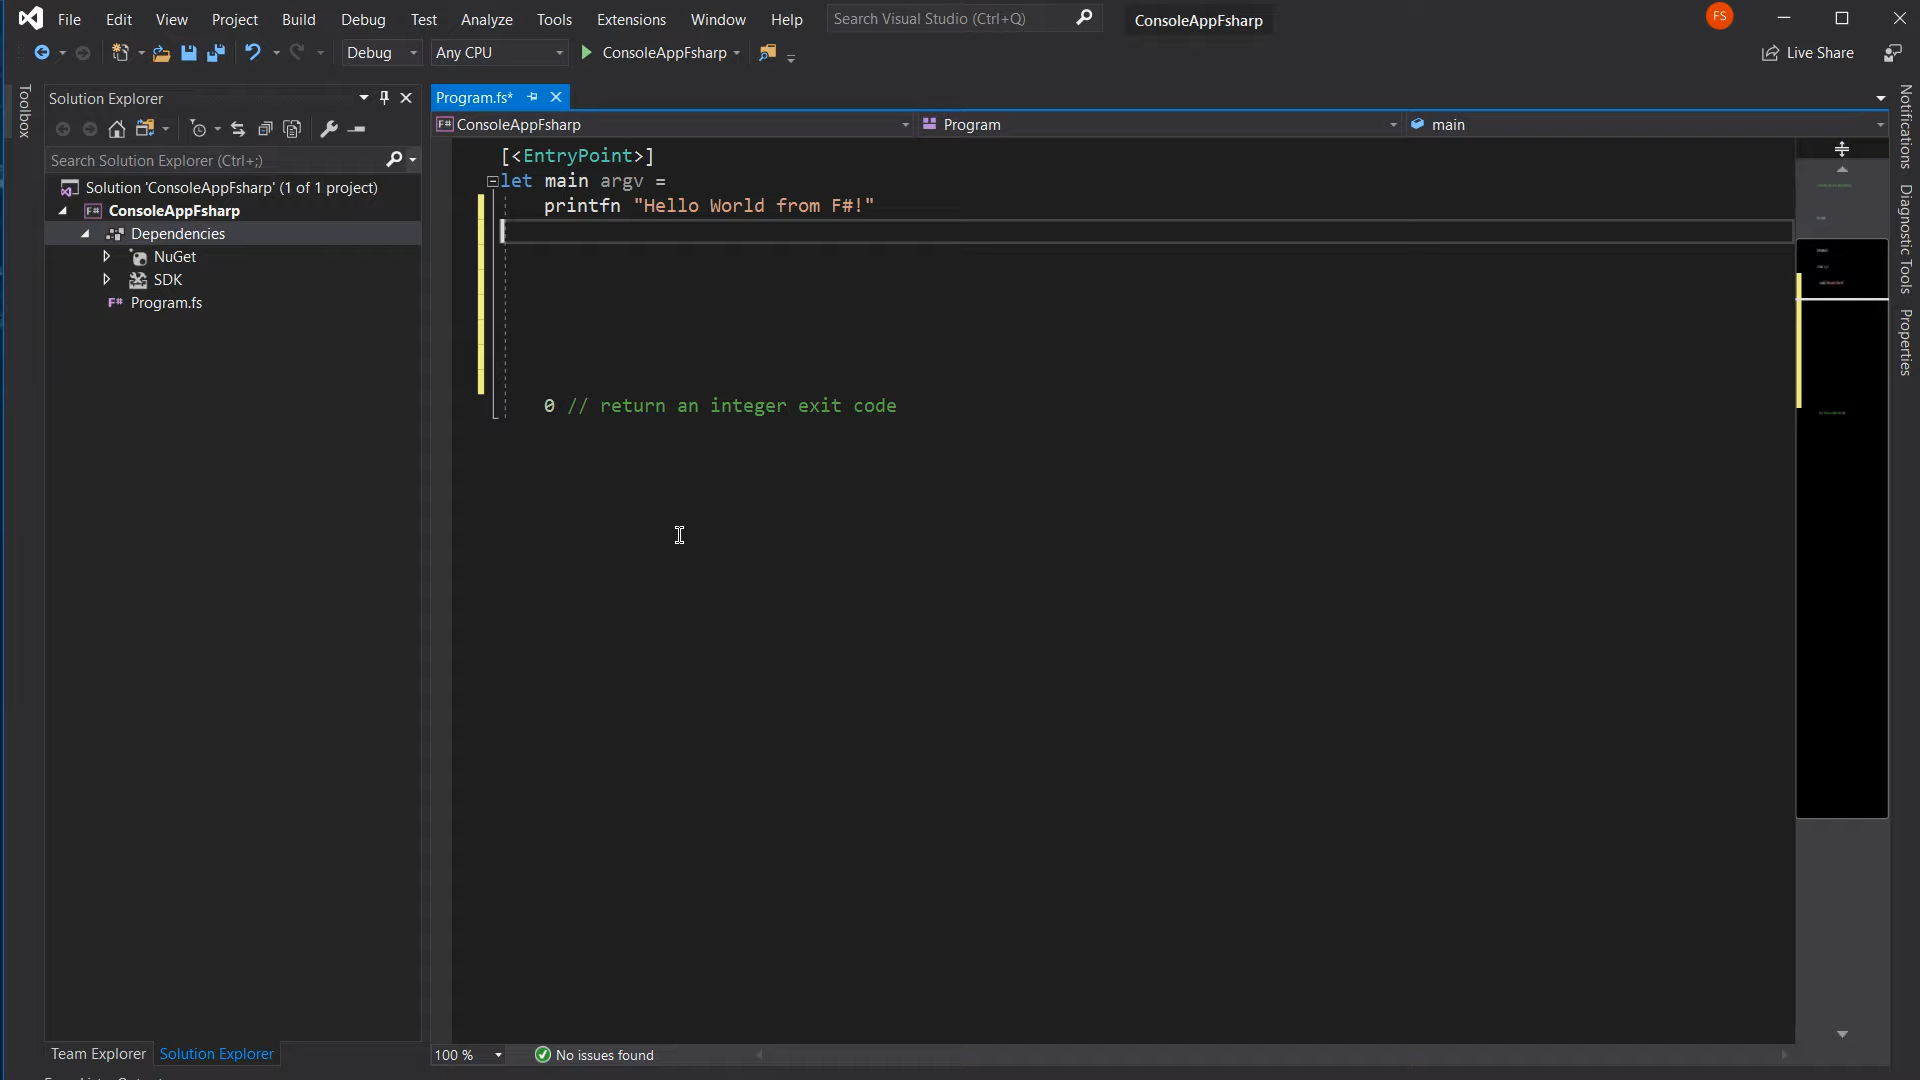 File Edit View Project Build Debug Test Analyze Tools Extensions Window Help Search Visual Studio (Ctrl+Q) ConsoleAppFsharp FS
Debug Any CPU ConsoleAppFsharp Live Share
Toolbox
Solution Explorer
Search Solution Explorer (Ctrl+;)
Solution 'ConsoleAppFsharp' (1 of 1 project)
F# ConsoleAppFsharp
Dependencies
NuGet
SDK
F# Program.fs
Team Explorer Solution Explorer
Program.fs*
F# ConsoleAppFsharp Program main
[<EntryPoint>]
let main argv =
printfn "Hello World from F#!"
0 // return an integer exit code
100 % No issues found
Notifications
Diagnostic Tools
Properties